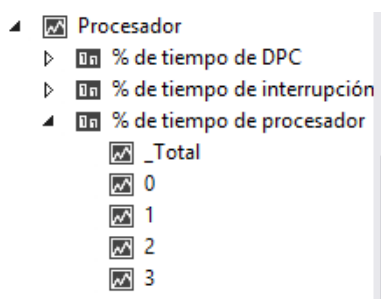 Procesador
% de tiempo de DPC
% de tiempo de interrupción
% de tiempo de procesador
_Total
0
1
2
3